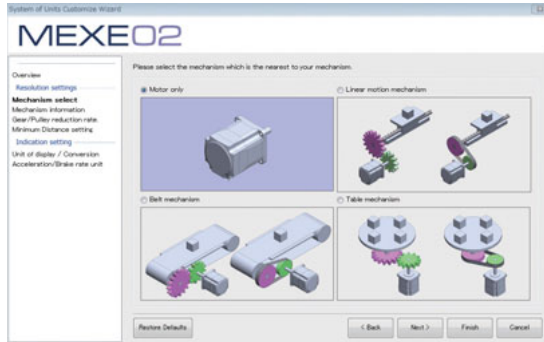 System of Units Customize Wizard
MEXE02
Please select the mechanism which is the nearest to your mechanism.
Overview
Resolution settings
Mechanism select
Mechanism information
Gear/Pulley reduction rate
Minimum Distance setting
Indication setting
Unit of display / Conversion
Acceleration/Brake rate unit
Motor only
Linear motion mechanism
Belt mechanism
Table mechanism
Restore Defaults
< Back
Next >
Finish
Cancel